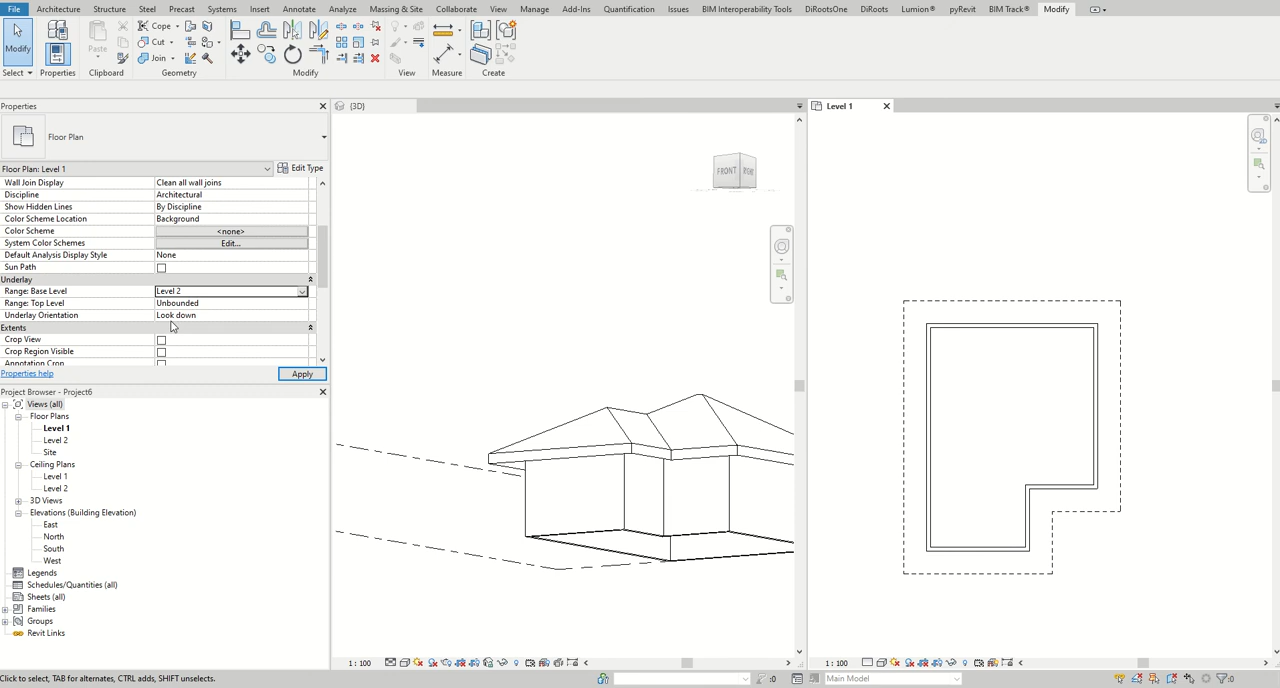 File Architecture Structure Steel Precast Systems Insert Annotate Analyze Massing & Site Collaborate View Manage Add-Ins Quantification Issues BIM Interoperability Tools DiRootsOne DiRoots Lumion® pyRevit BIM Track® Modify
Cope
Cut
Join
Modify
Paste
Select Properties Clipboard Geometry Modify View Measure Create
Properties
{3D}
Level 1
Floor Plan
Floor Plan: Level 1
Edit Type
Wall Join Display Clean all wall joins
Discipline Architectural
Show Hidden Lines By Discipline
Color Scheme Location Background
Color Scheme <none>
System Color Schemes Edit...
Default Analysis Display Style None
Sun Path
Underlay
Range: Base Level Level 2
Range: Top Level Unbounded
Underlay Orientation Look down
Extents
Crop View
Crop Region Visible
Annotation Crop
Properties help
Apply
FRONT
Project Browser - Project6
Views (all)
Floor Plans
Level 1
Level 2
Site
Ceiling Plans
Level 1
Level 2
3D Views
Elevations (Building Elevation)
East
North
South
West
Legends
Schedules/Quantities (all)
Sheets (all)
Families
Groups
Revit Links
1 : 100
1 : 100
Click to select, TAB for alternates, CTRL adds, SHIFT unselects.
:0
Main Model
:0